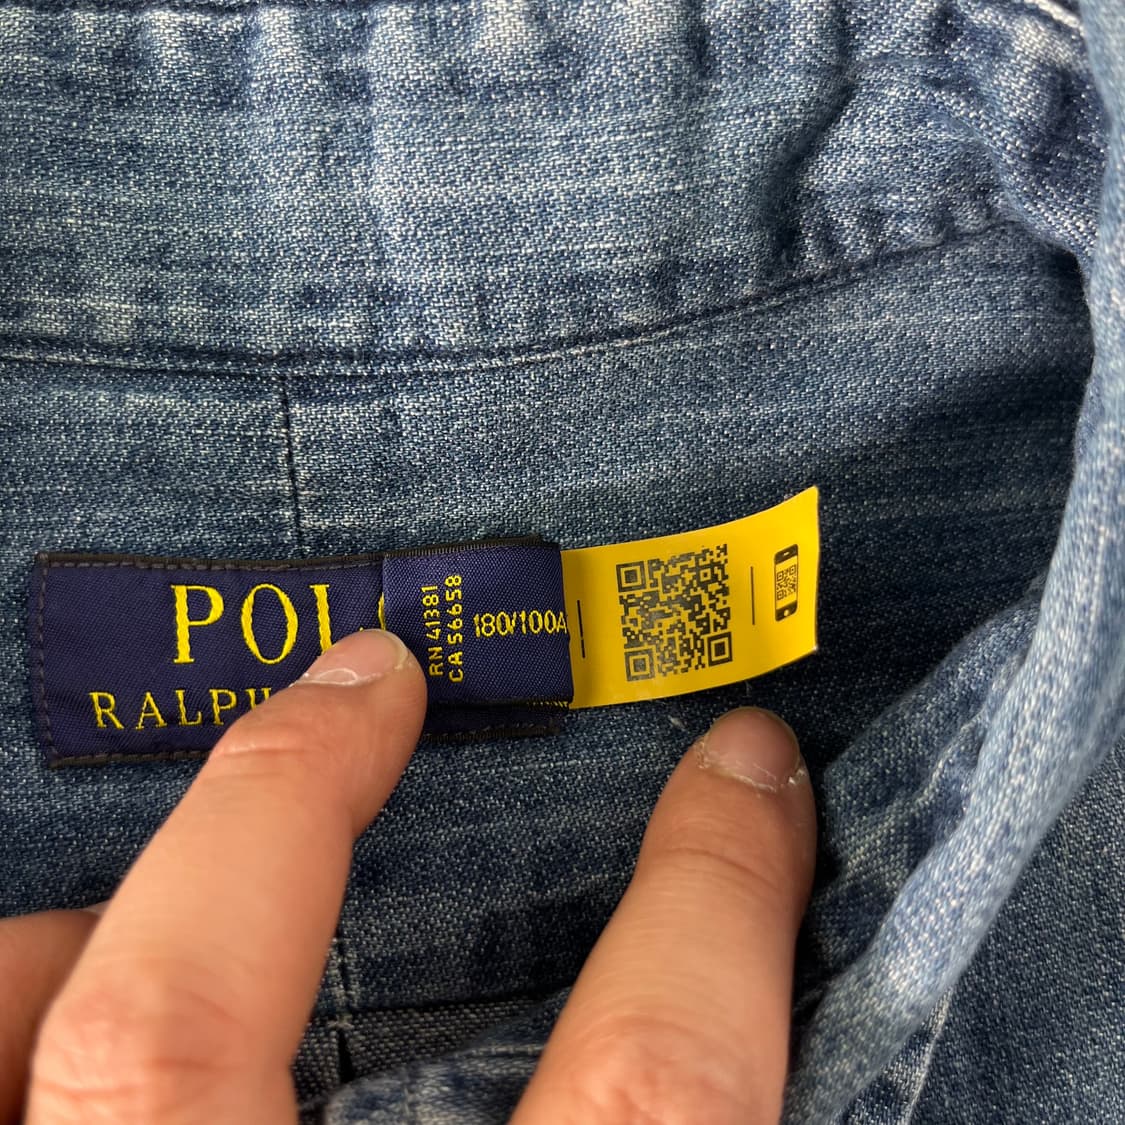 POL
RALPH
RN 41381
CA 56658
180/100A